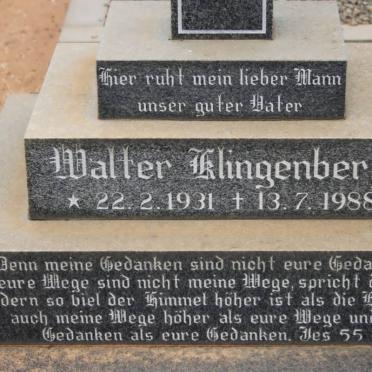 Hier ruht mein lieber Mann
unser guter Vater
Walter Klingenber
★ 22.2.1931 ✝ 13.7.1988
Denn meine Gedanken sind nicht eure Geda
eure Wege sind nicht meine Wege, spricht
dern so viel der Himmel höher ist als die
auch meine Wege höher als eure Wege und
Gedanken als eure Gedanken. Jes 55